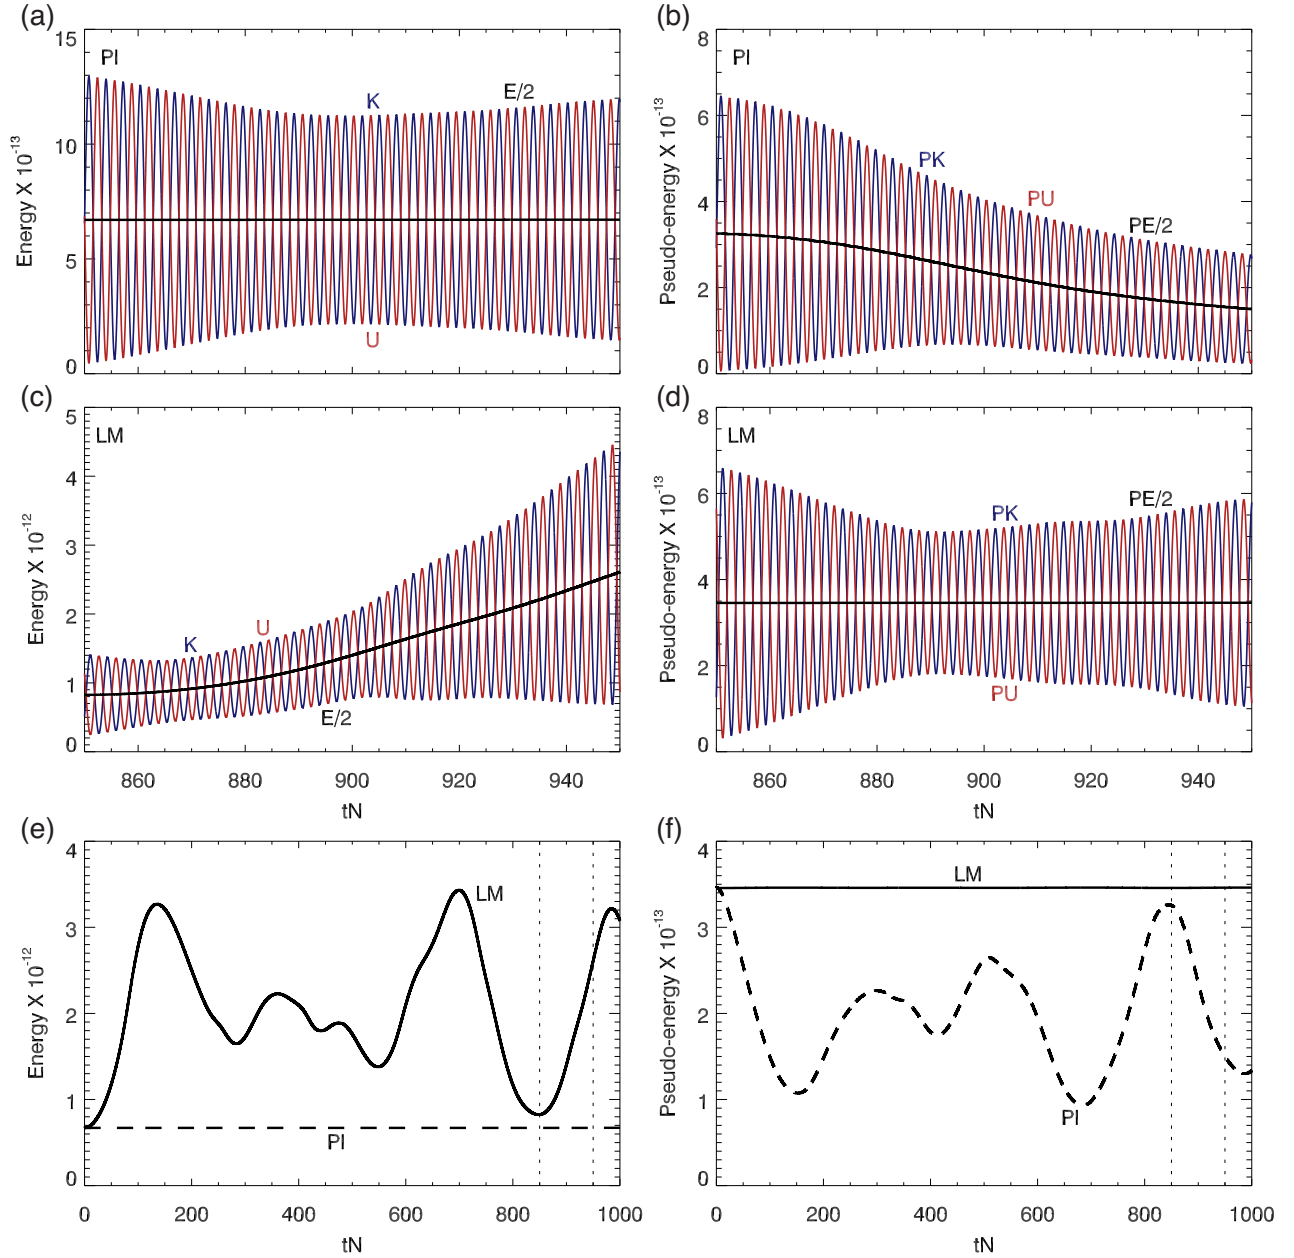 (a)
15
10
5
0
Energy X 10^-13
PI
K
E/2
U
(b)
8
6
4
2
0
Pseudo-energy X 10^-13
PI
PK
PU
PE/2
(c)
5
4
3
2
1
0
Energy X 10^-12
LM
K
U
E/2
860 880 900 920 940
tN
(d)
8
6
4
2
0
Pseudo-energy X 10^-13
LM
PK
PE/2
PU
860 880 900 920 940
tN
(e)
4
3
2
1
0
Energy X 10^-12
LM
PI
0 200 400 600 800 1000
tN
(f)
4
3
2
1
0
Pseudo-energy X 10^-13
LM
PI
0 200 400 600 800 1000
tN